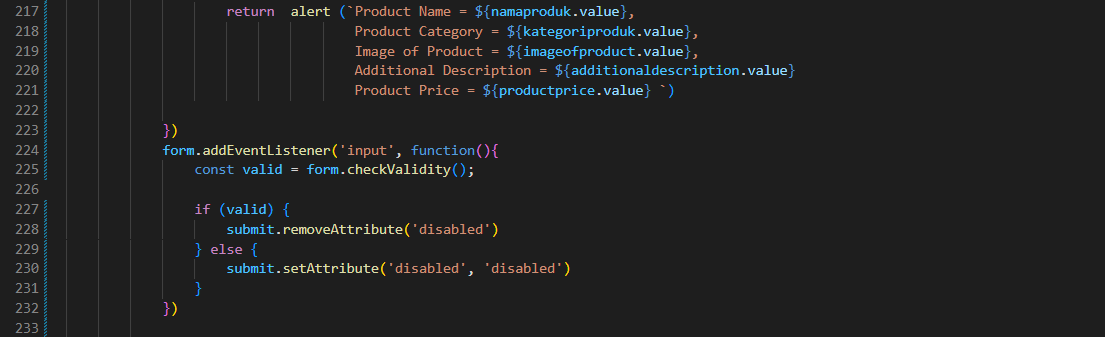 217 return alert (`Product Name = ${namaproduk.value},
218 Product Category = ${kategoriproduk.value},
219 Image of Product = ${imageofproduct.value},
220 Additional Description = ${additionaldescription.value}
221 Product Price = ${productprice.value} `)
222
223 })
224 form.addEventListener('input', function(){
225 const valid = form.checkValidity();
226
227 if (valid) {
228 submit.removeAttribute('disabled')
229 } else {
230 submit.setAttribute('disabled', 'disabled')
231 }
232 })
233